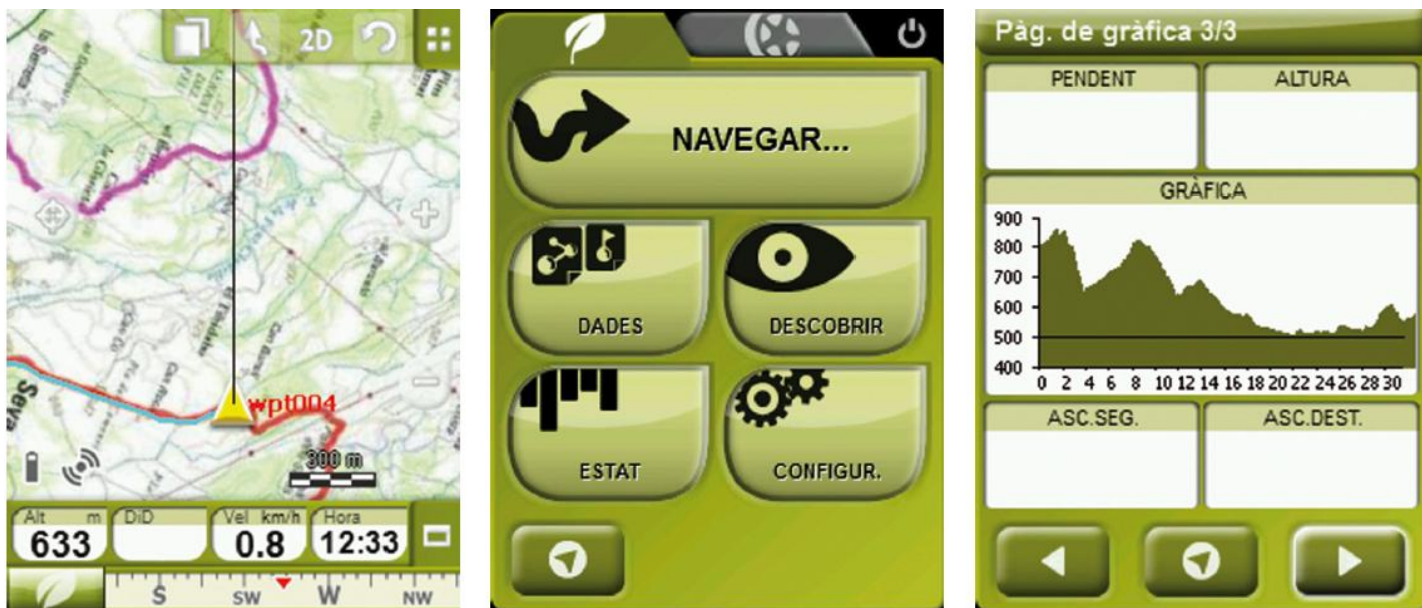 2D
wpt004
300 m
Seva
Alt m
633
DiD
Vel km/h
0.8
Hora
12:33
S SW W NW
NAVEGAR...
DADES
DESCOBRIR
ESTAT
CONFIGUR.
Pàg. de gràfica 3/3
PENDENT
ALTURA
GRÀFICA
900
800
700
600
500
400
0 2 4 6 8 10 12 14 16 18 20 22 24 26 28 30
ASC.SEG.
ASC.DEST.